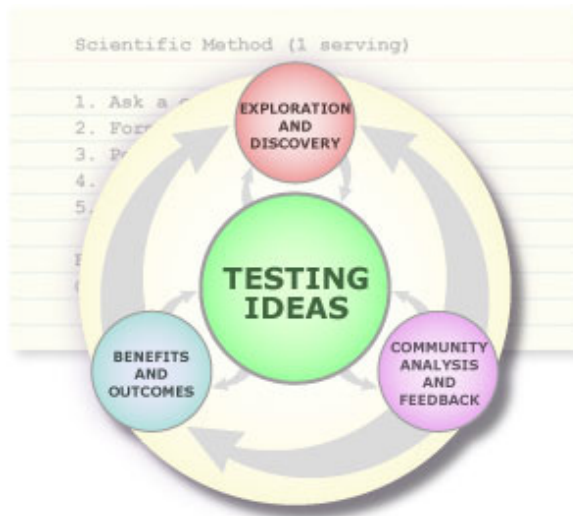 Scientific Method (1 serving)
1. Ask a
2.
3.
4.
5.
EXPLORATION
AND
DISCOVERY
TESTING
IDEAS
BENEFITS
AND
OUTCOMES
COMMUNITY
ANALYSIS
AND
FEEDBACK